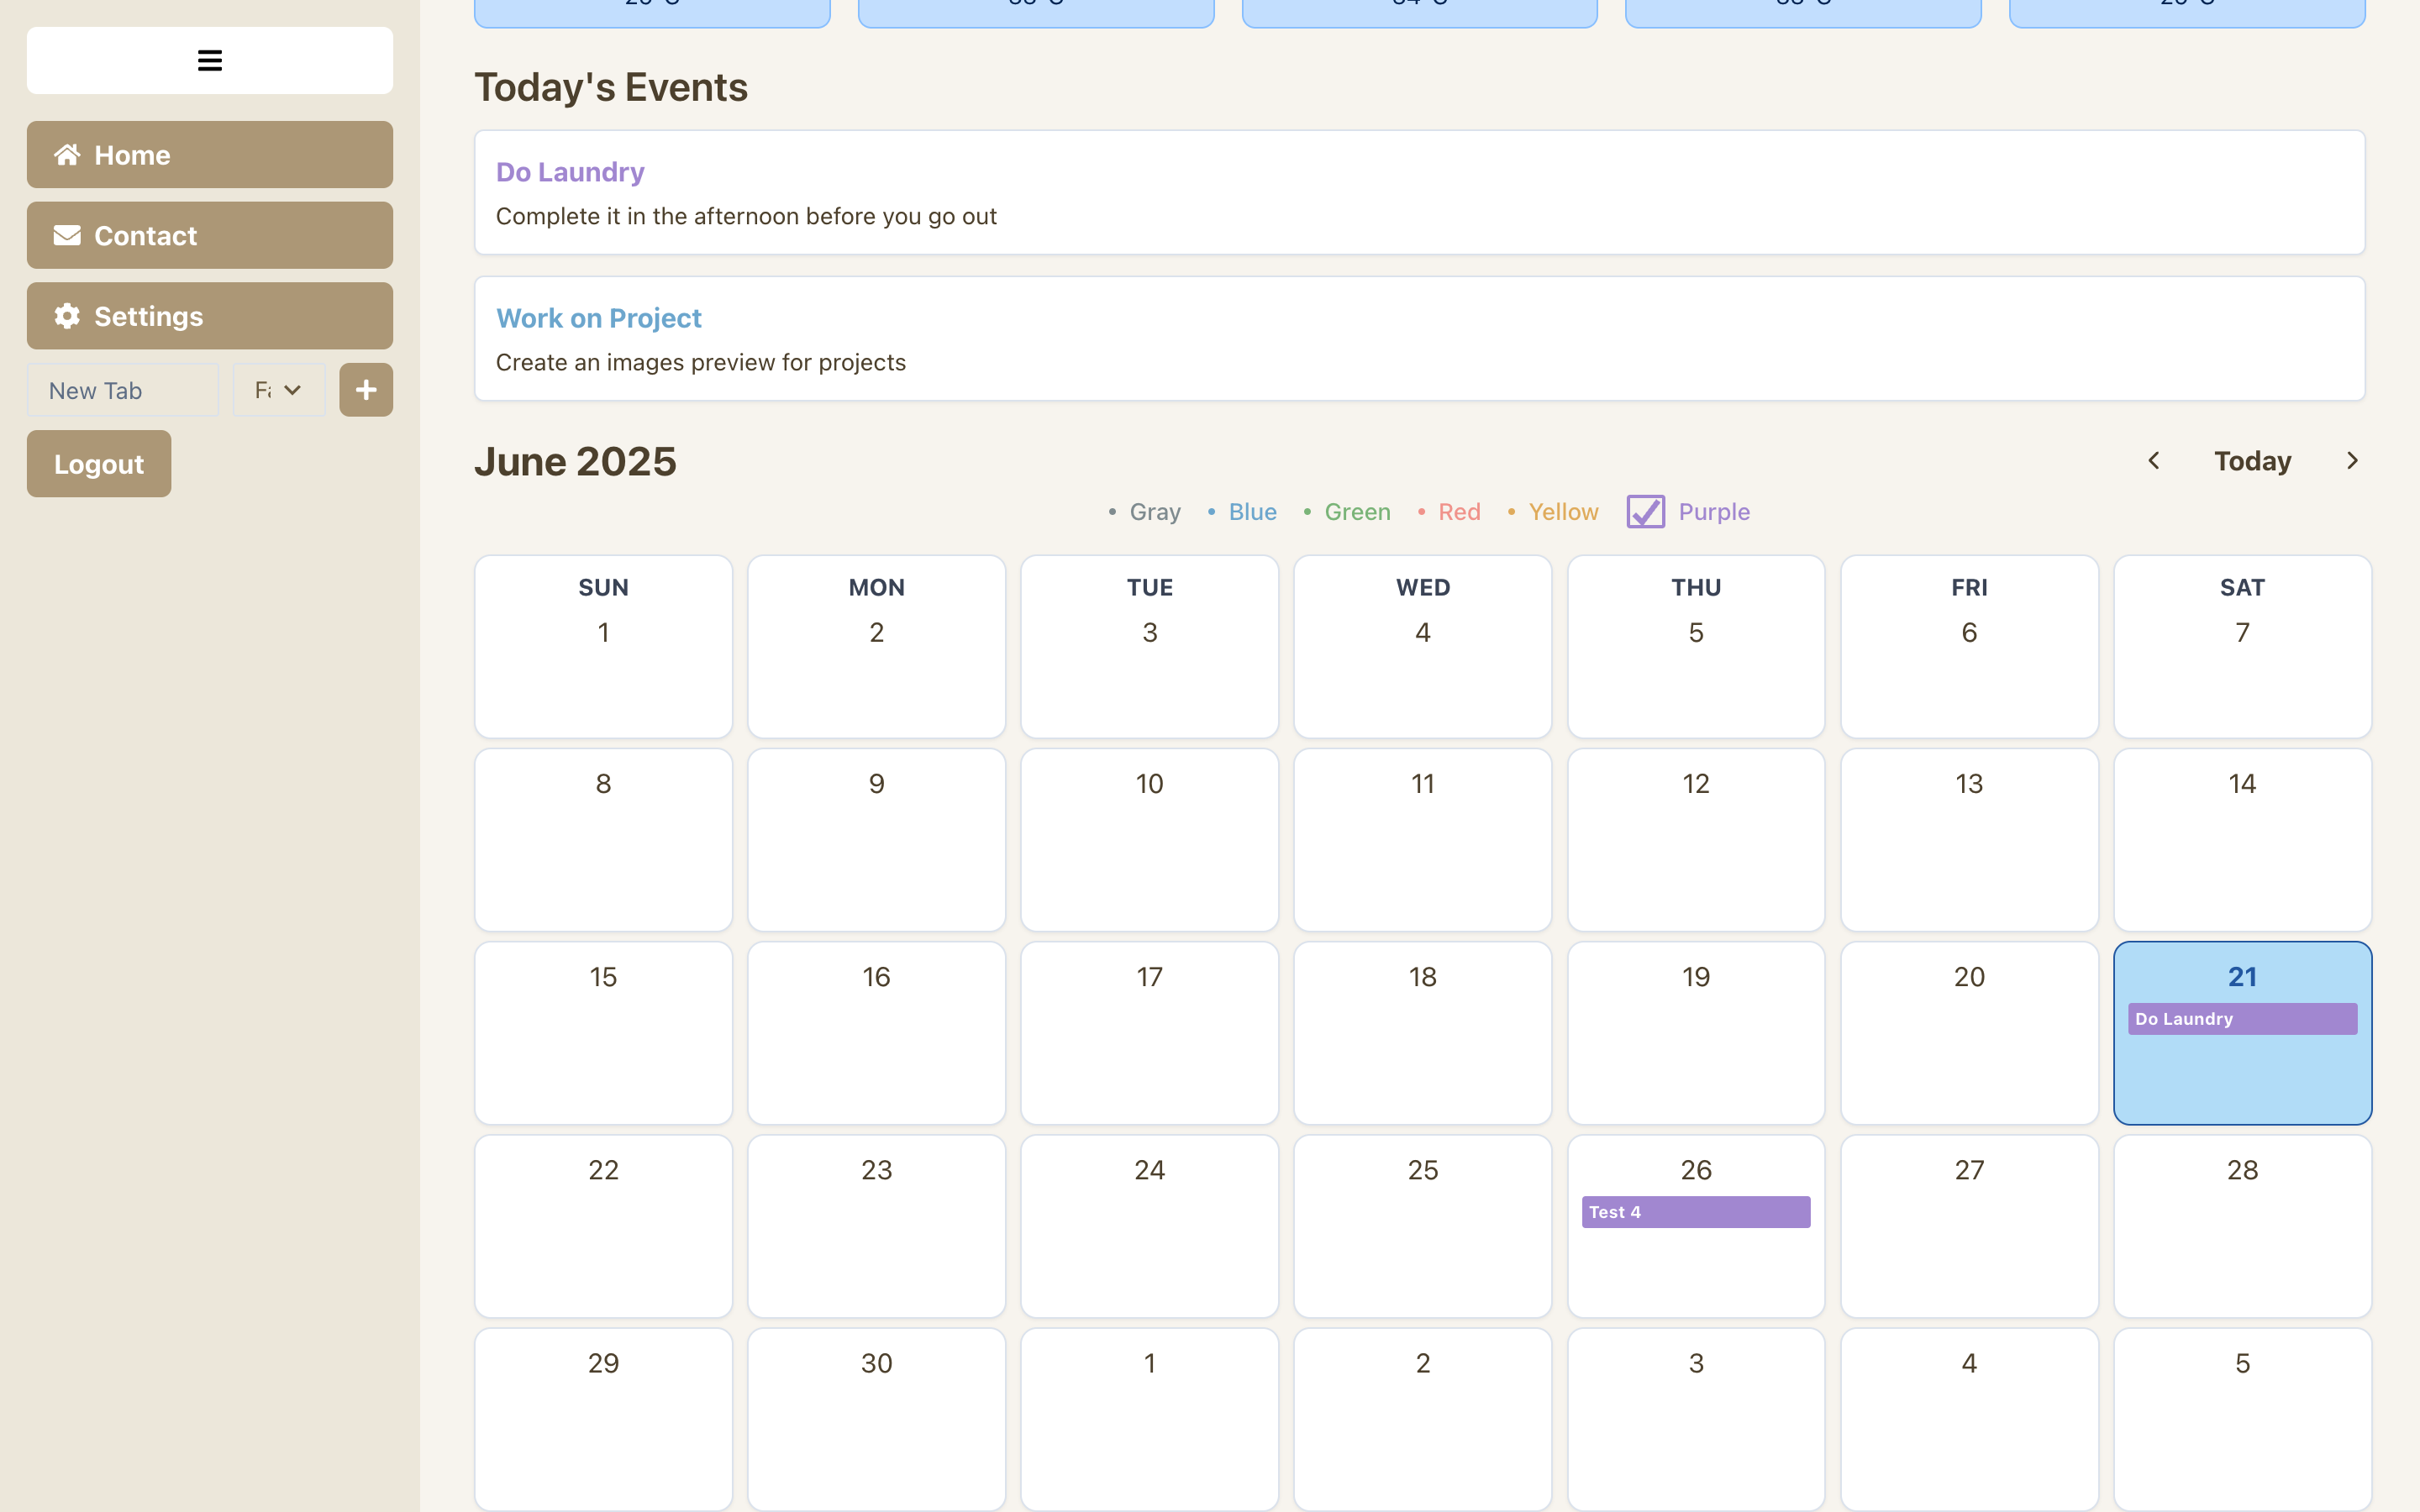 Home
Contact
Settings
New Tab
Logout
Today's Events
Do Laundry
Complete it in the afternoon before you go out
Work on Project
Create an images preview for projects
June 2025
Today
• Gray • Blue • Green • Red • Yellow Purple
SUN MON TUE WED THU FRI SAT
1 2 3 4 5 6 7
8 9 10 11 12 13 14
15 16 17 18 19 20 21
Do Laundry
22 23 24 25 26 27 28
Test 4
29 30 1 2 3 4 5